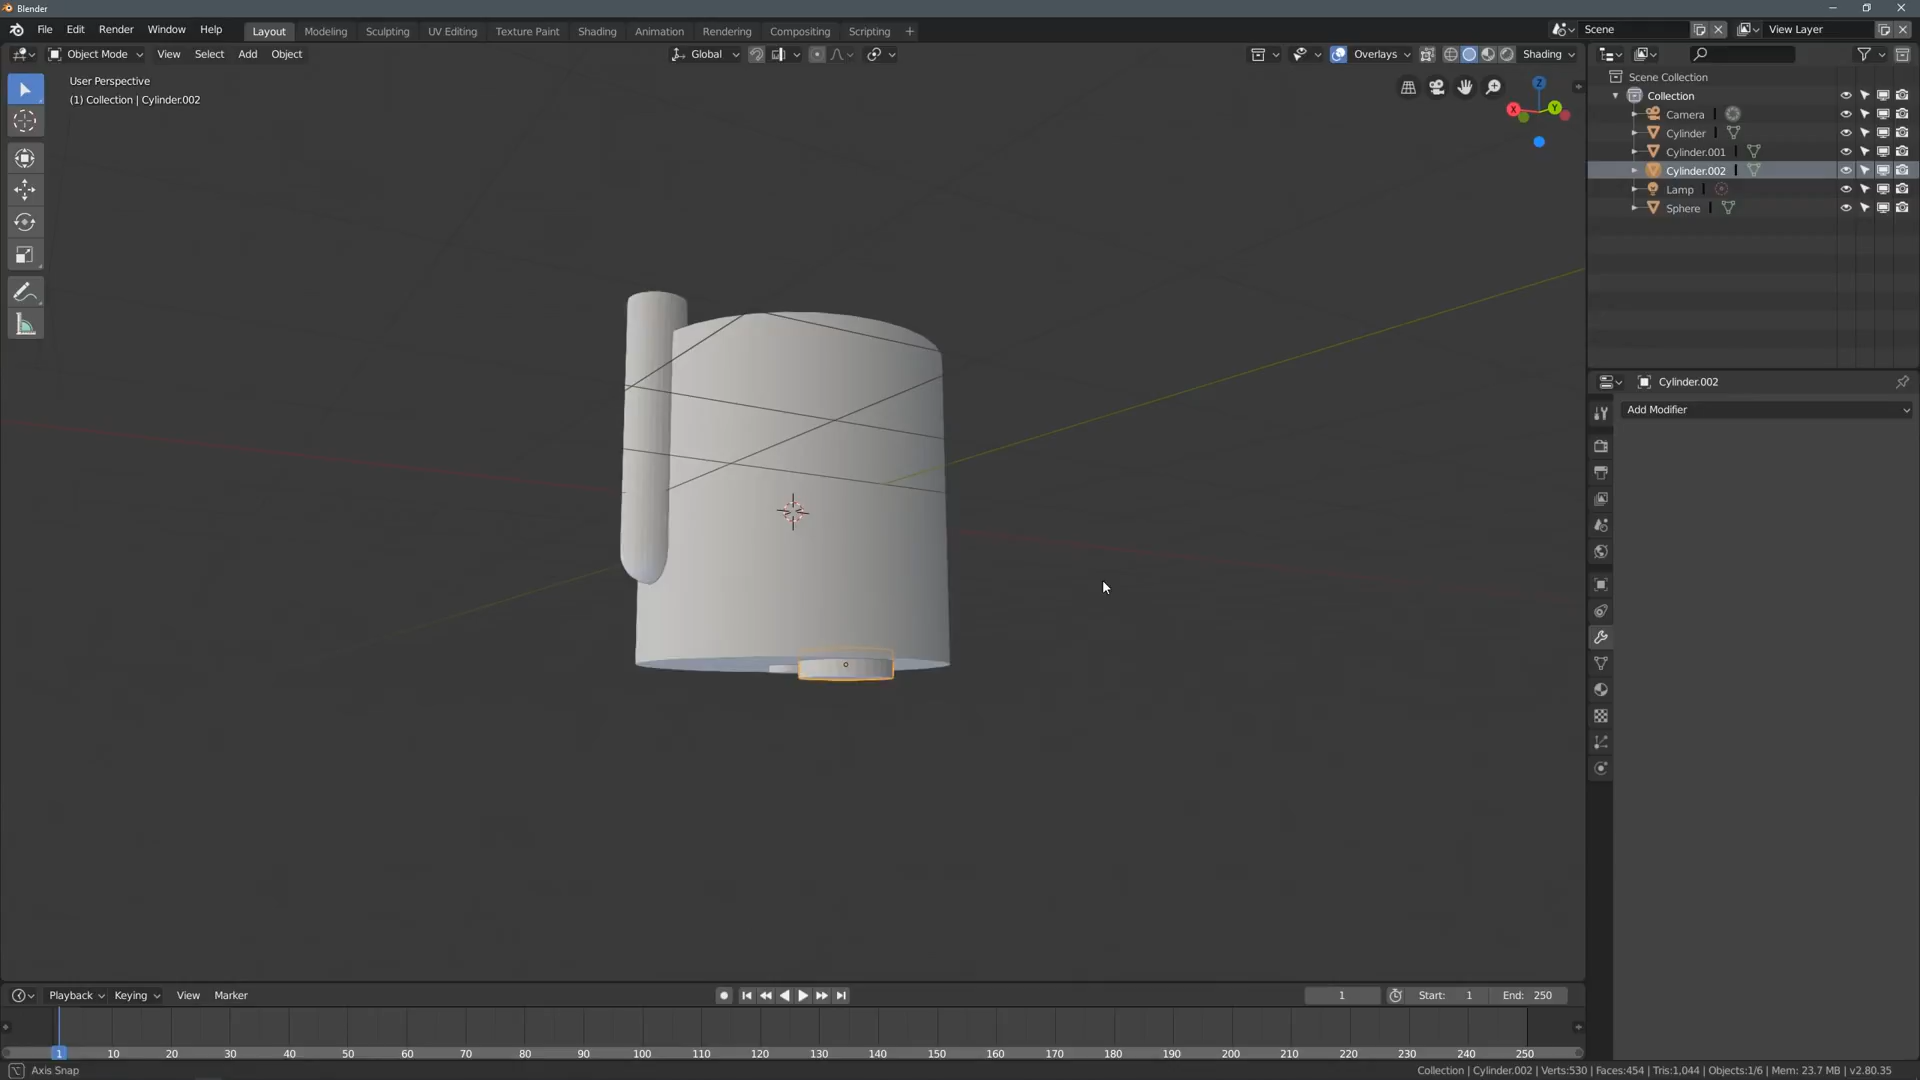 Blender
File Edit Render Window Help Layout Modeling Sculpting UV Editing Texture Paint Shading Animation Rendering Compositing Scripting + Scene View Layer
Object Mode View Select Add Object Global Overlays Shading
User Perspective
(1) Collection | Cylinder.002
X Y Z
Scene Collection
Collection
Camera
Cylinder
Cylinder.001
Cylinder.002
Lamp
Sphere
Cylinder.002
Add Modifier
Playback Keying View Marker 1 Start: 1 End: 250
1 10 20 30 40 50 60 70 80 90 100 110 120 130 140 150 160 170 180 190 200 210 220 230 240 250
Axis Snap
Collection | Cylinder.002 | Verts:530 | Faces:454 | Tris:1,044 | Objects:1/6 | Mem: 23.7 MB | v2.80.35